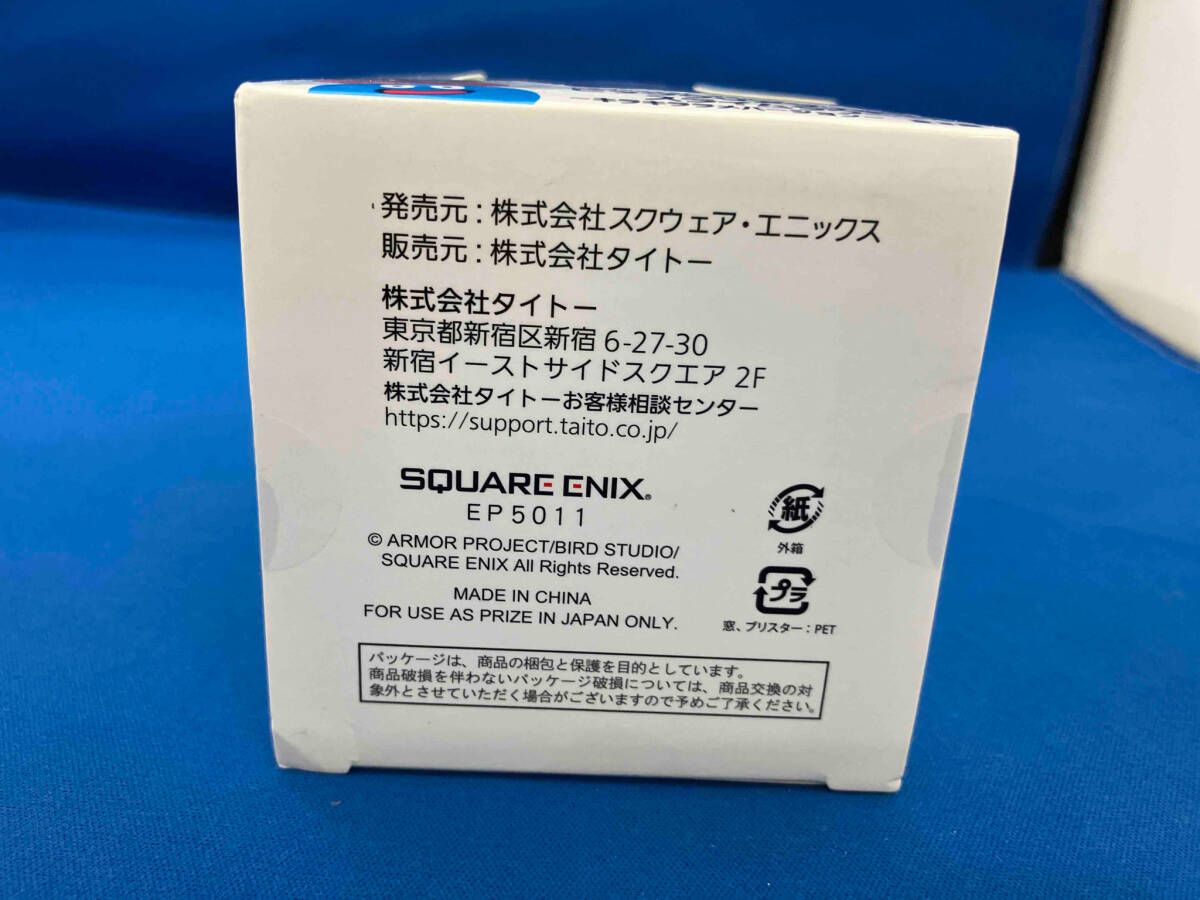 発売元：株式会社スクウェア・エニックス
販売元：株式会社タイトー
株式会社タイトー
東京都新宿区新宿 6-27-30
新宿イーストサイドスクエア 2F
株式会社タイトーお客様相談センター
https://support.taito.co.jp/
SQUARE ENIX®
EP5011
© ARMOR PROJECT/BIRD STUDIO/
SQUARE ENIX All Rights Reserved.
MADE IN CHINA
FOR USE AS PRIZE IN JAPAN ONLY.
紙
外箱
プラ
窓、ブリスター：PET
パッケージは、商品の梱包と保護を目的としています。
商品破損を伴わないパッケージ破損については、商品交換の対
象外とさせていただく場合がございますので予めご了承ください。